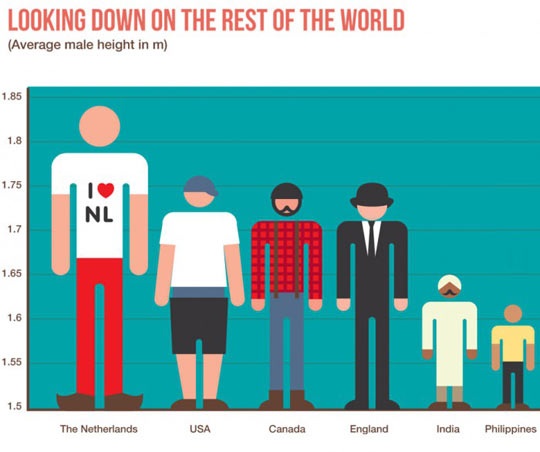 LOOKING DOWN ON THE REST OF THE WORLD
(Average male height in m)
1.85
1.8
1.75
1.7
1.65
1.6
1.55
1.5
I ♥
NL
The Netherlands USA Canada England India Philippines